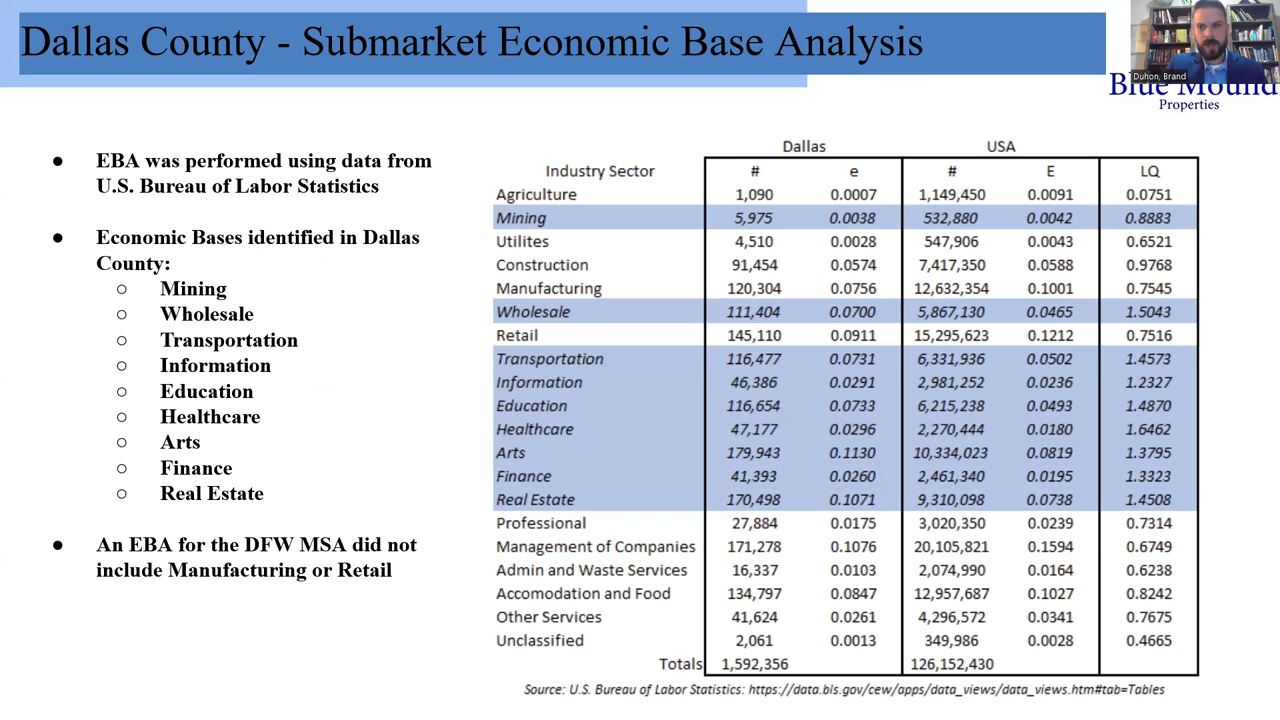 Dallas County - Submarket Economic Base Analysis
Duhon, Brand
Blue Mound
Properties
● EBA was performed using data from
U.S. Bureau of Labor Statistics
● Economic Bases identified in Dallas
County:
○ Mining
○ Wholesale
○ Transportation
○ Information
○ Education
○ Healthcare
○ Arts
○ Finance
○ Real Estate
● An EBA for the DFW MSA did not
include Manufacturing or Retail
Dallas USA
Industry Sector # e # E LQ
Agriculture 1,090 0.0007 1,149,450 0.0091 0.0751
Mining 5,975 0.0038 532,880 0.0042 0.8883
Utilites 4,510 0.0028 547,906 0.0043 0.6521
Construction 91,454 0.0574 7,417,350 0.0588 0.9768
Manufacturing 120,304 0.0756 12,632,354 0.1001 0.7545
Wholesale 111,404 0.0700 5,867,130 0.0465 1.5043
Retail 145,110 0.0911 15,295,623 0.1212 0.7516
Transportation 116,477 0.0731 6,331,936 0.0502 1.4573
Information 46,386 0.0291 2,981,252 0.0236 1.2327
Education 116,654 0.0733 6,215,238 0.0493 1.4870
Healthcare 47,177 0.0296 2,270,444 0.0180 1.6462
Arts 179,943 0.1130 10,334,023 0.0819 1.3795
Finance 41,393 0.0260 2,461,340 0.0195 1.3323
Real Estate 170,498 0.1071 9,310,098 0.0738 1.4508
Professional 27,884 0.0175 3,020,350 0.0239 0.7314
Management of Companies 171,278 0.1076 20,105,821 0.1594 0.6749
Admin and Waste Services 16,337 0.0103 2,074,990 0.0164 0.6238
Accomodation and Food 134,797 0.0847 12,957,687 0.1027 0.8242
Other Services 41,624 0.0261 4,296,572 0.0341 0.7675
Unclassified 2,061 0.0013 349,986 0.0028 0.4665
Totals 1,592,356 126,152,430
Source: U.S. Bureau of Labor Statistics: https://data.bls.gov/cew/apps/data_views/data_views.htm#tab=Tables